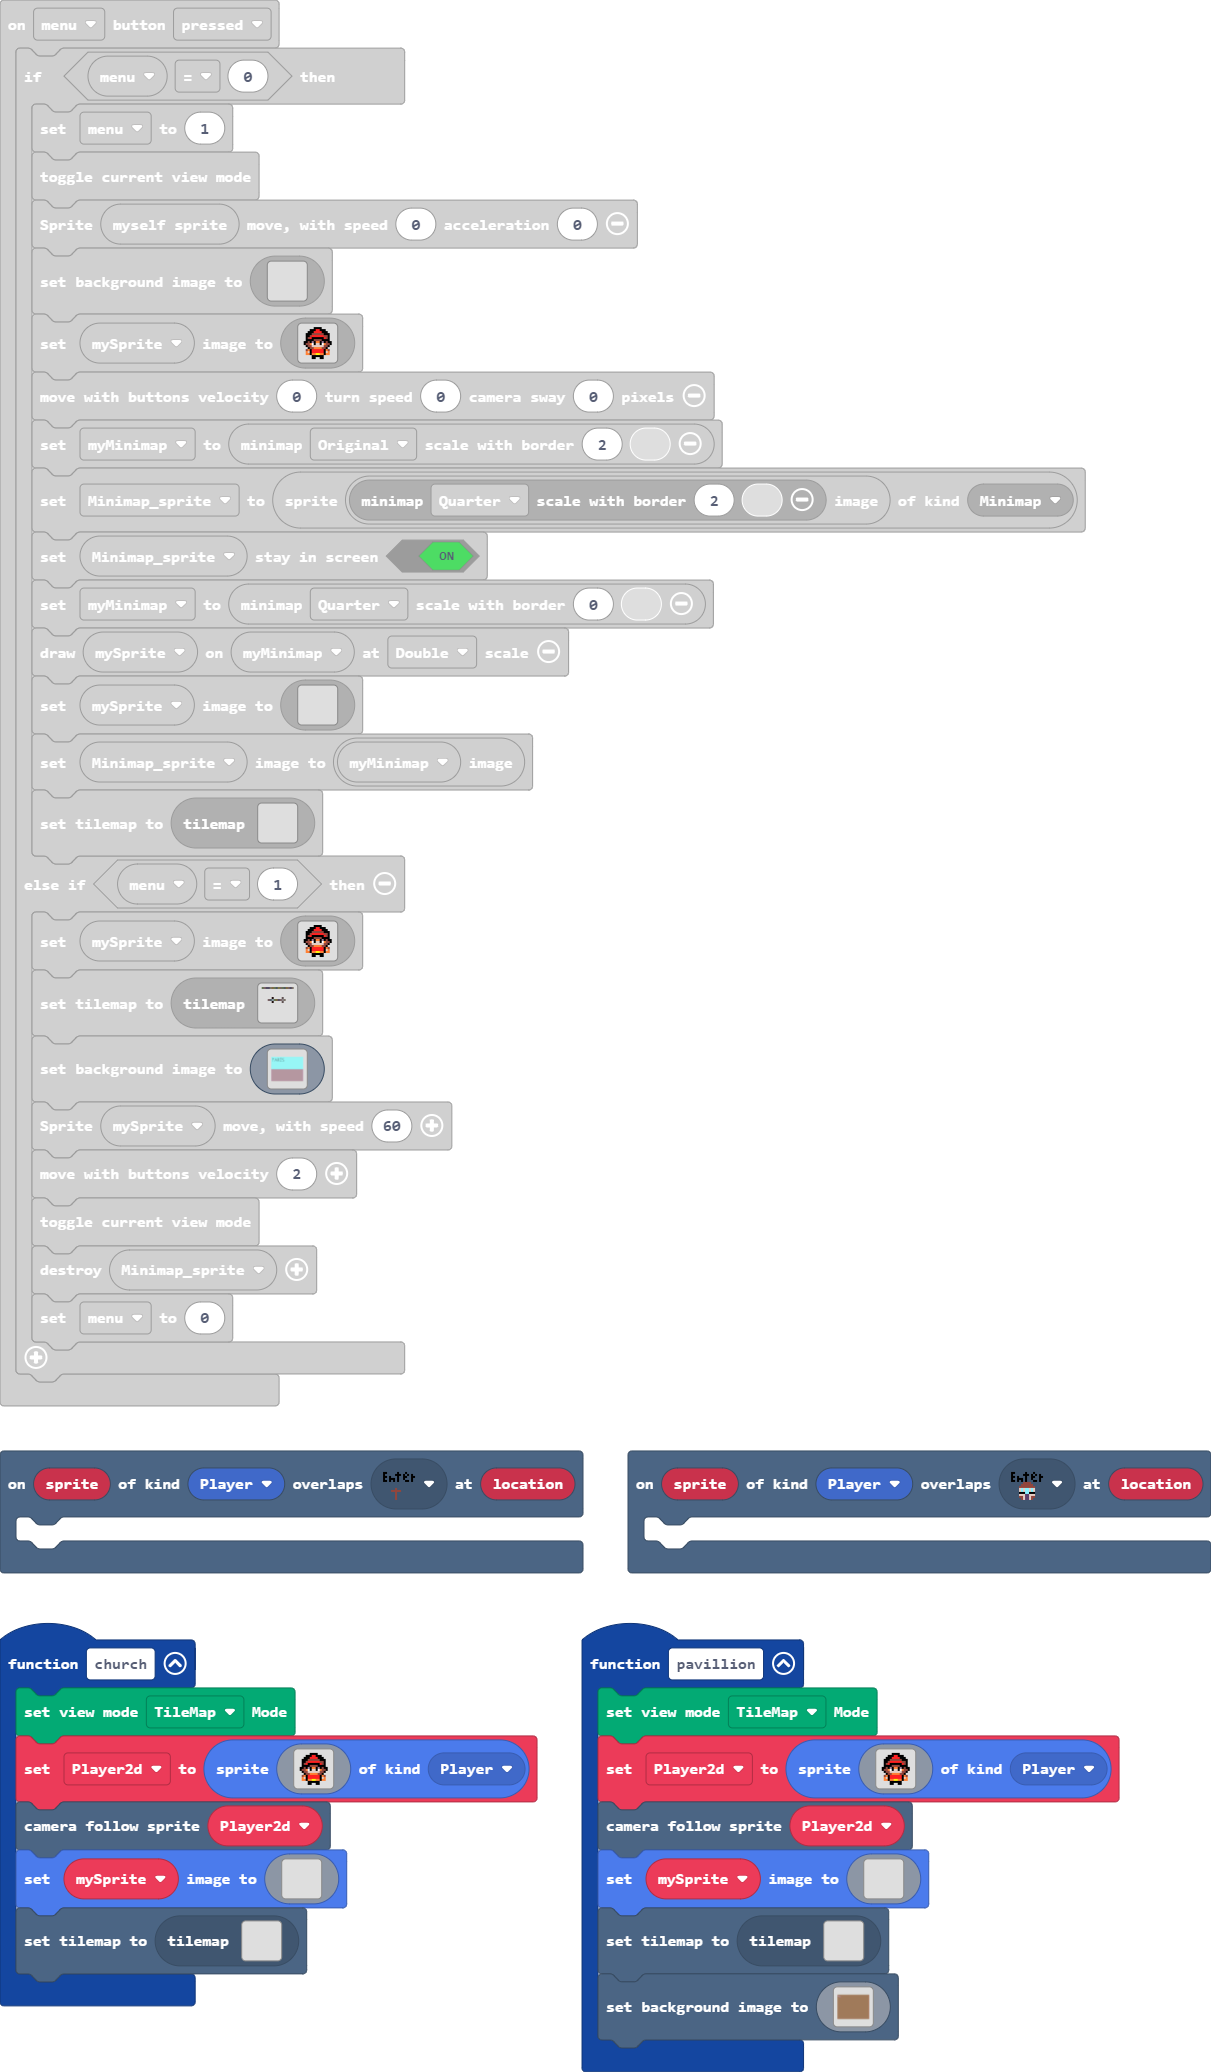 on menu button pressed
if menu = 0 then
set menu to 1
toggle current view mode
Sprite myself sprite move, with speed 0 acceleration 0
set background image to
set mySprite image to
move with buttons velocity 0 turn speed 0 camera sway 0 pixels
set myMinimap to minimap Original scale with border 2
set Minimap_sprite to sprite minimap Quarter scale with border 2 image of kind Minimap
set Minimap_sprite stay in screen ON
set myMinimap to minimap Quarter scale with border 0
draw mySprite on myMinimap at Double scale
set mySprite image to
set Minimap_sprite image to myMinimap image
set tilemap to tilemap
else if menu = 1 then
set mySprite image to
set tilemap to tilemap
set background image to
Sprite mySprite move, with speed 60
move with buttons velocity 2
toggle current view mode
destroy Minimap_sprite
set menu to 0
on sprite of kind Player overlaps Enter at location
on sprite of kind Player overlaps Enter at location
function church
set view mode TileMap Mode
set Player2d to sprite of kind Player
camera follow sprite Player2d
set mySprite image to
set tilemap to tilemap
function pavillion
set view mode TileMap Mode
set Player2d to sprite of kind Player
camera follow sprite Player2d
set mySprite image to
set tilemap to tilemap
set background image to